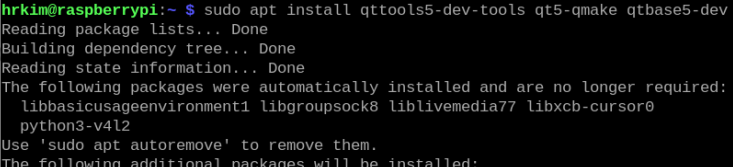 hrkim@raspberrypi:~ $ sudo apt install qttools5-dev-tools qt5-qmake qtbase5-dev
Reading package lists... Done
Building dependency tree... Done
Reading state information... Done
The following packages were automatically installed and are no longer required:
  libbasicusageenvironment1 libgroupsock8 liblivemedia77 libxcb-cursor0
  python3-v4l2
Use 'sudo apt autoremove' to remove them.
The following additional packages will be installed: